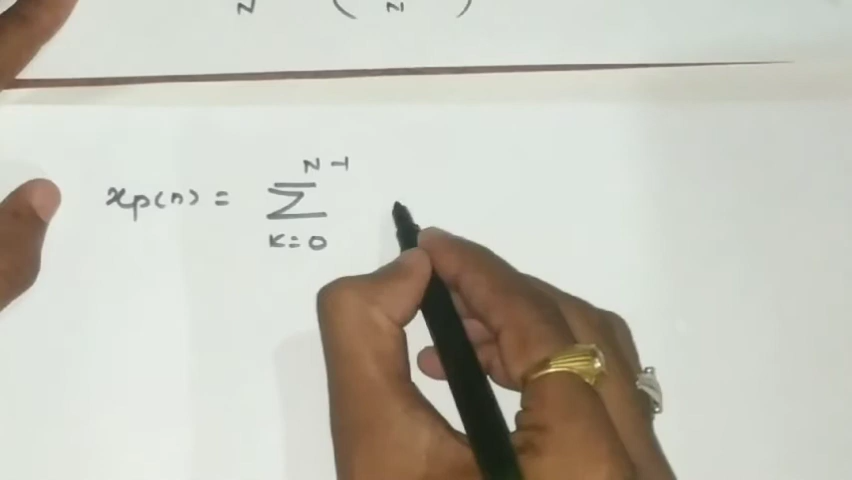 N ( N )
N-1
xp(n) = Σ
K=0